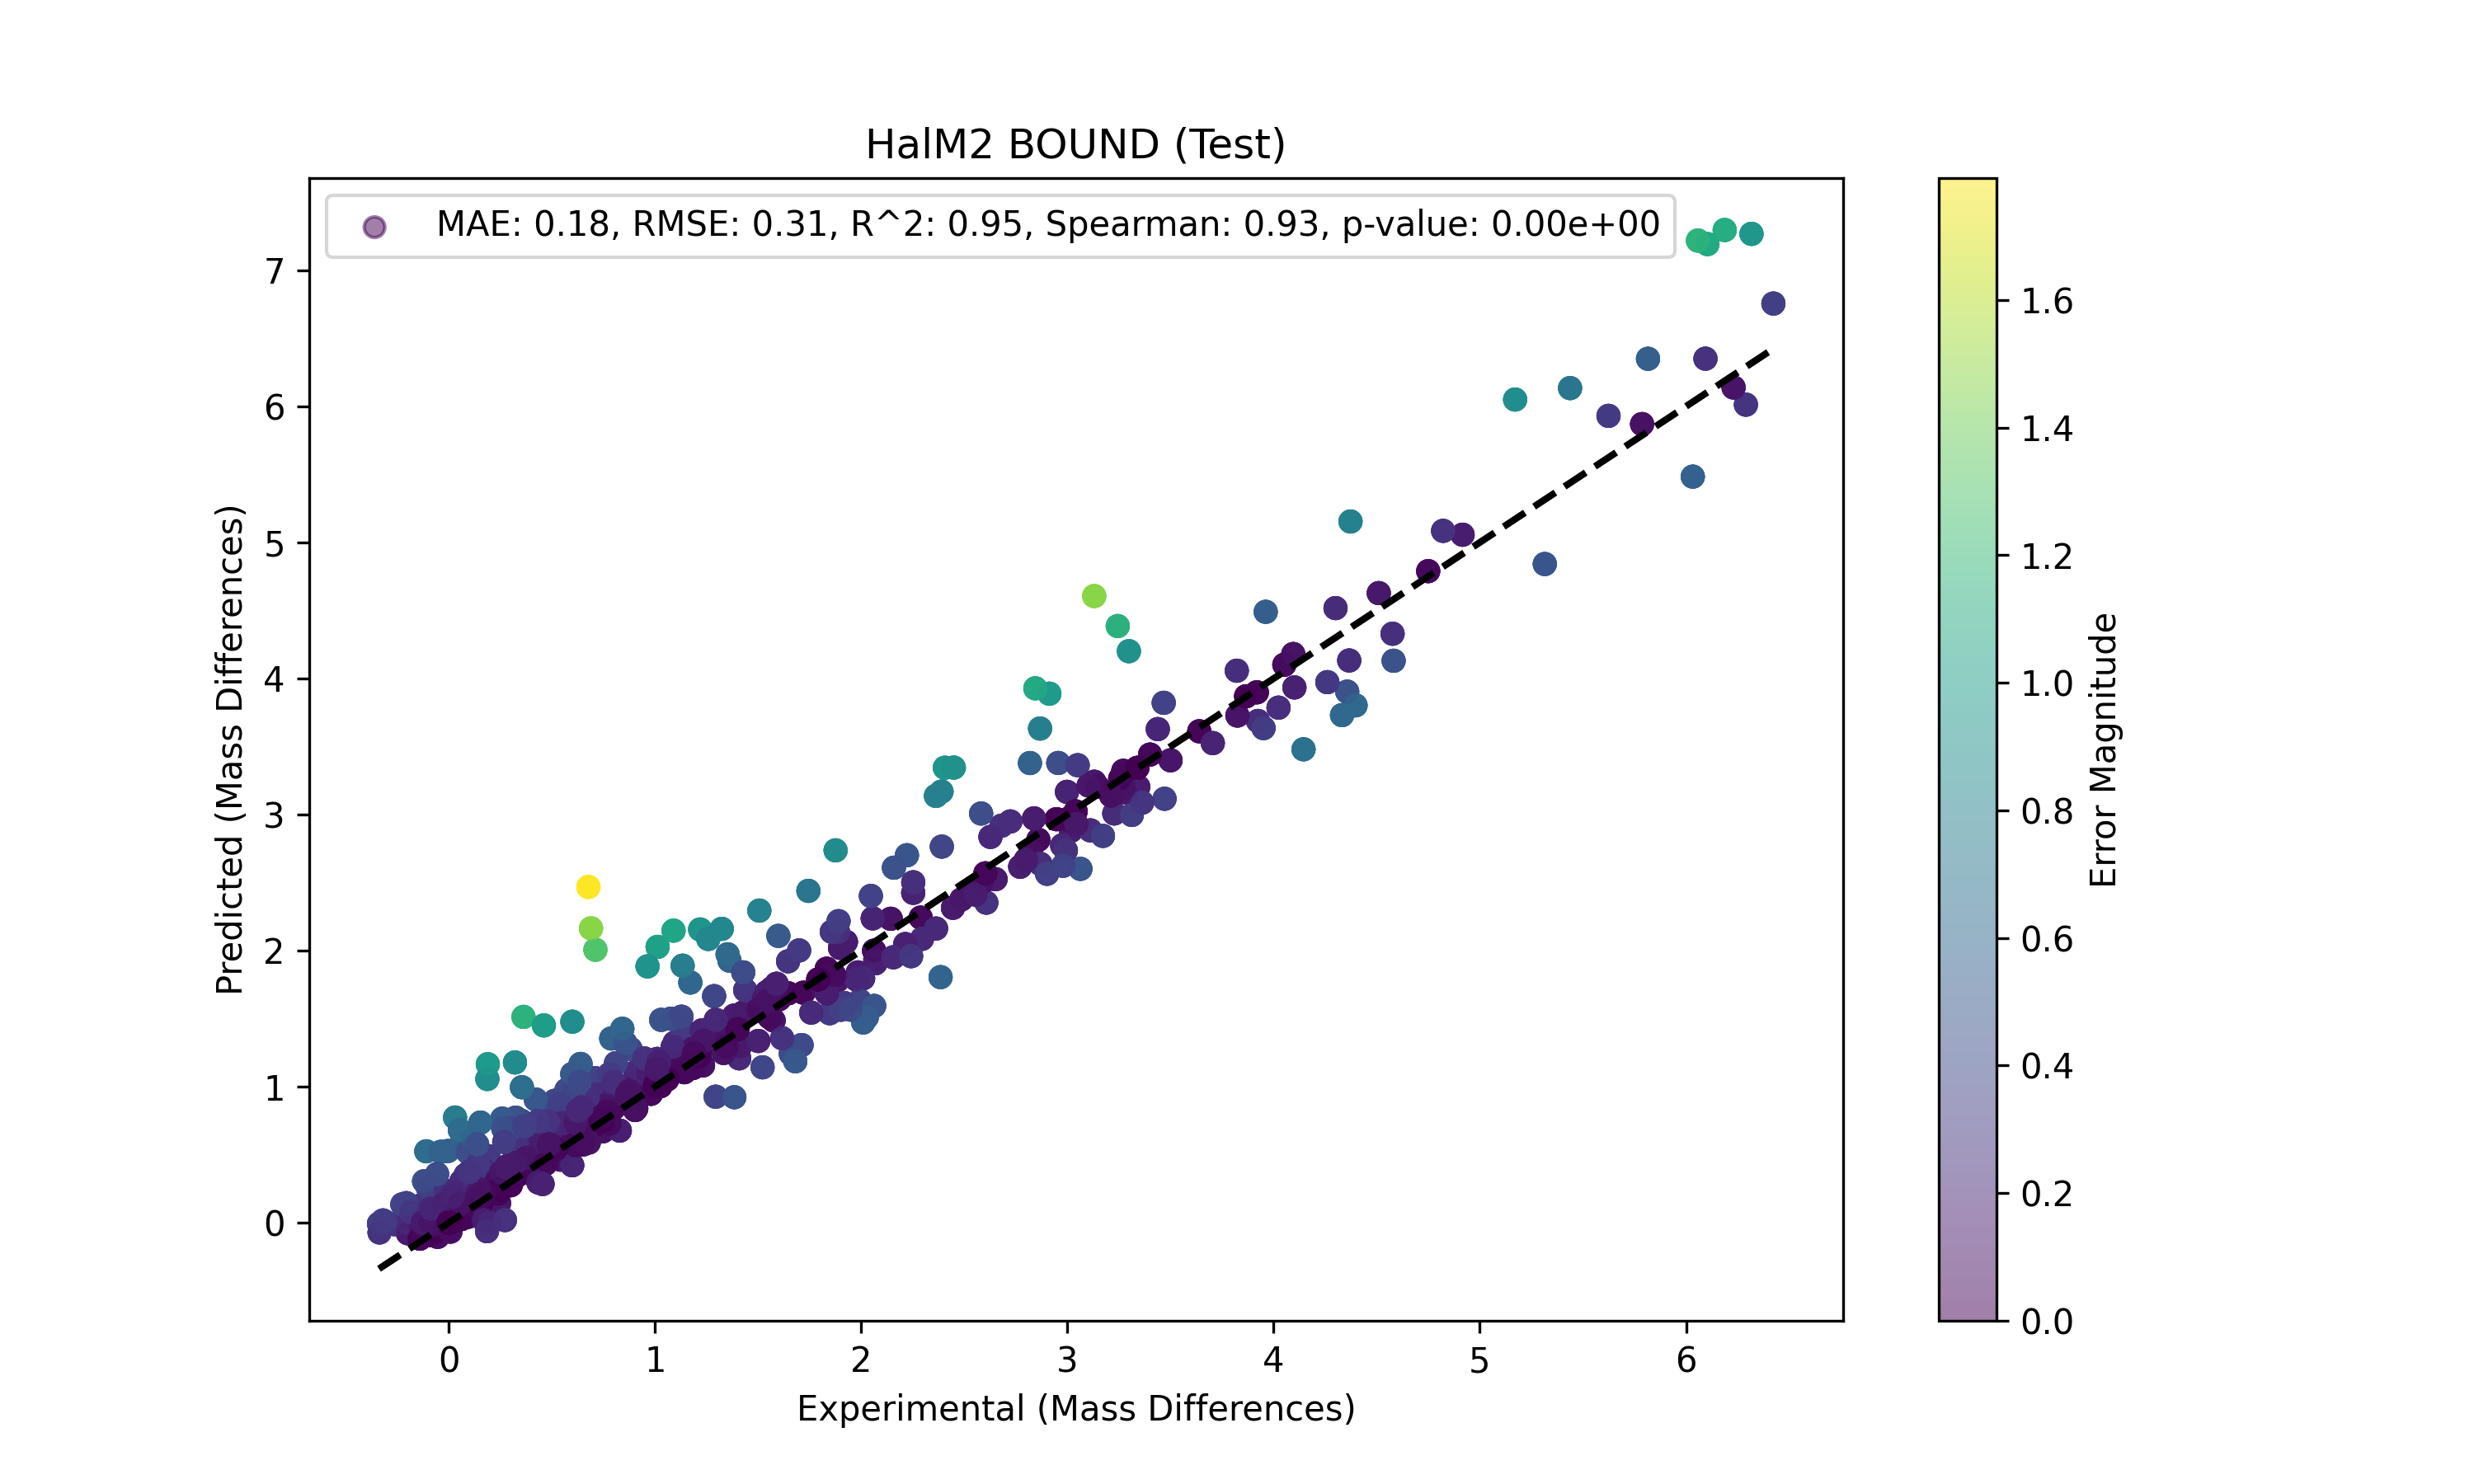 HalM2 BOUND (Test)
MAE: 0.18, RMSE: 0.31, R^2: 0.95, Spearman: 0.93, p-value: 0.00e+00
Predicted (Mass Differences)
7
6
5
4
3
2
1
0
0 1 2 3 4 5 6
Experimental (Mass Differences)
1.6
1.4
1.2
1.0
0.8
0.6
0.4
0.2
0.0
Error Magnitude